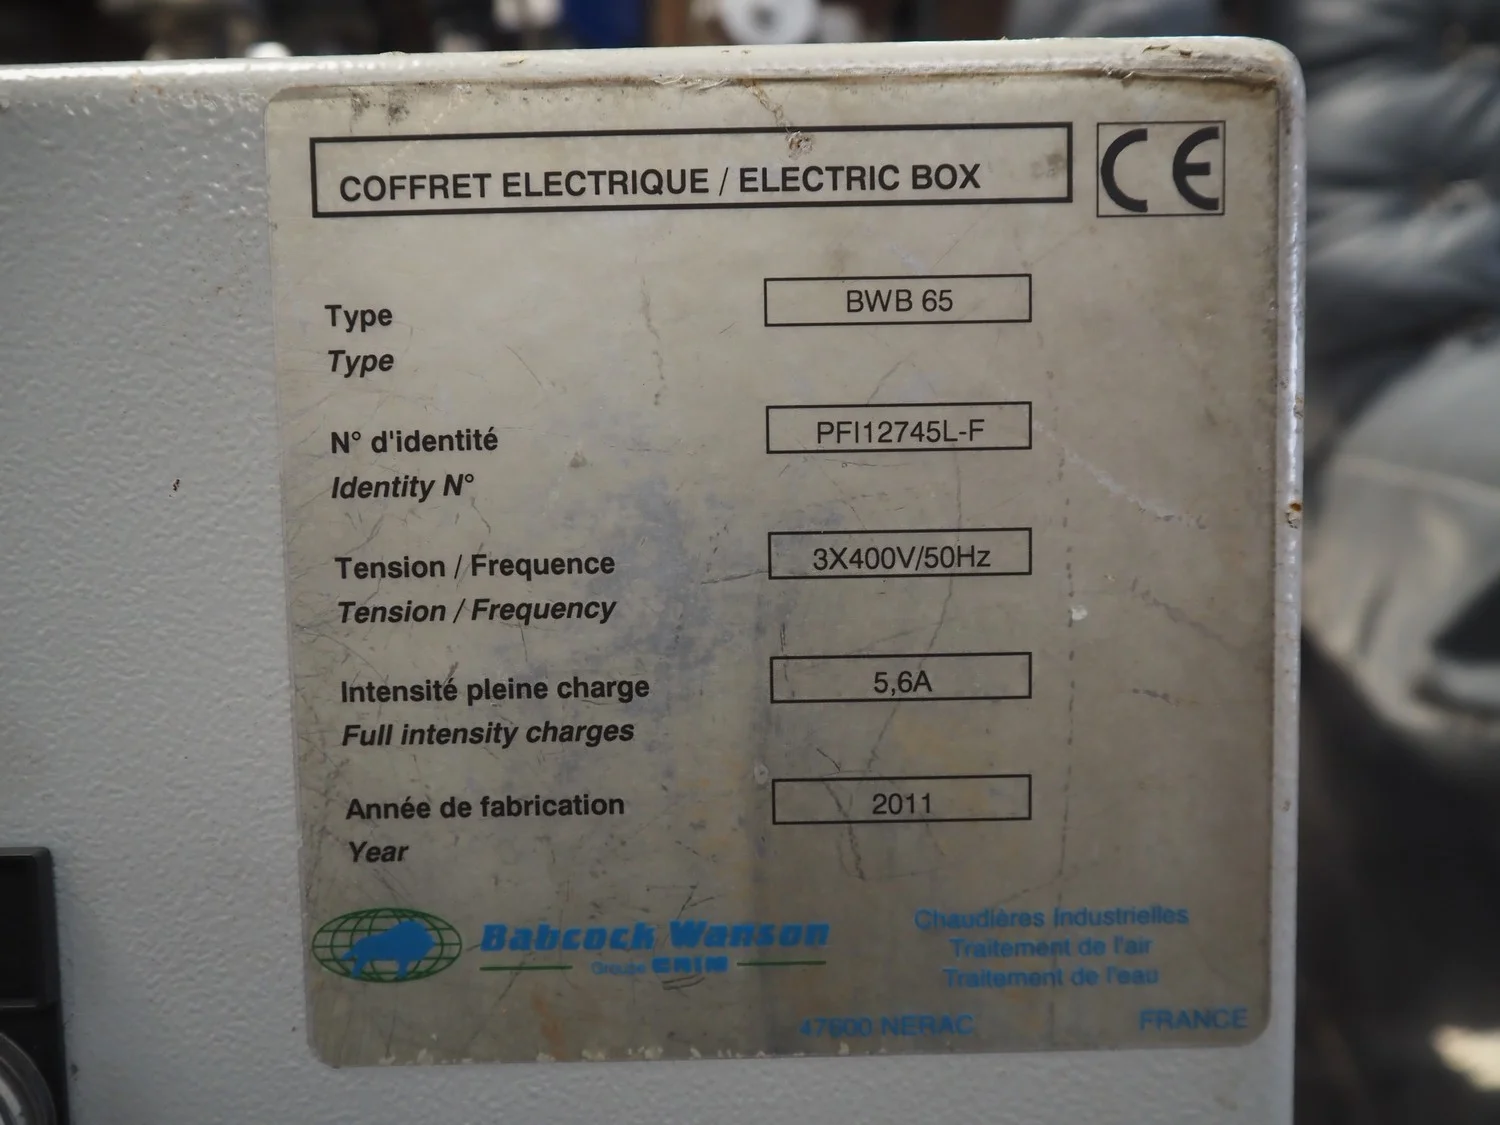 COFFRET ELECTRIQUE / ELECTRIC BOX
CE
Type
Type
BWB 65
N° d'identité
Identity N°
PFI12745L-F
Tension / Frequence
Tension / Frequency
3X400V/50Hz
Intensité pleine charge
Full intensity charges
5,6A
Année de fabrication
Year
2011
Babcock Wanson
Groupe CNIM
Chaudières Industrielles
Traitement de l'air
Traitement de l'eau
47600 NERAC
FRANCE